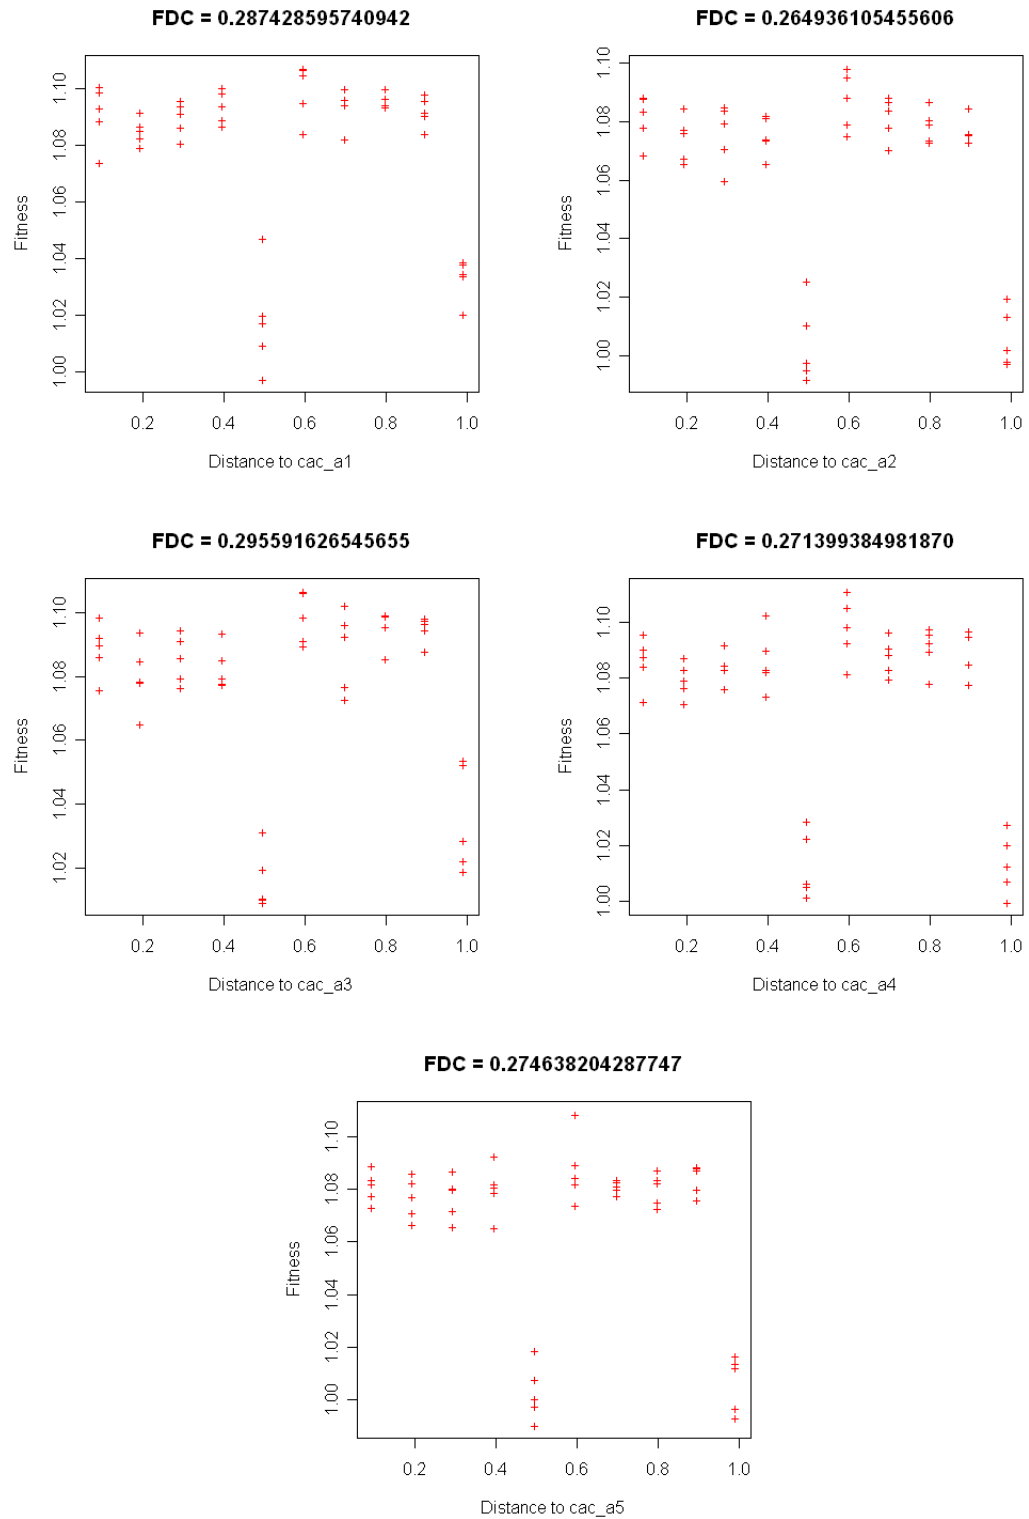 FDC = 0.287428595740942
Fitness
1.10
1.08
1.06
1.04
1.02
1.00
0.2 0.4 0.6 0.8 1.0
Distance to cac_a1
FDC = 0.264936105455606
Fitness
1.10
1.08
1.06
1.04
1.02
1.00
0.2 0.4 0.6 0.8 1.0
Distance to cac_a2
FDC = 0.295591626545655
Fitness
1.10
1.08
1.06
1.04
1.02
0.2 0.4 0.6 0.8 1.0
Distance to cac_a3
FDC = 0.271399384981870
Fitness
1.10
1.08
1.06
1.04
1.02
1.00
0.2 0.4 0.6 0.8 1.0
Distance to cac_a4
FDC = 0.274638204287747
Fitness
1.10
1.08
1.06
1.04
1.02
1.00
0.2 0.4 0.6 0.8 1.0
Distance to cac_a5